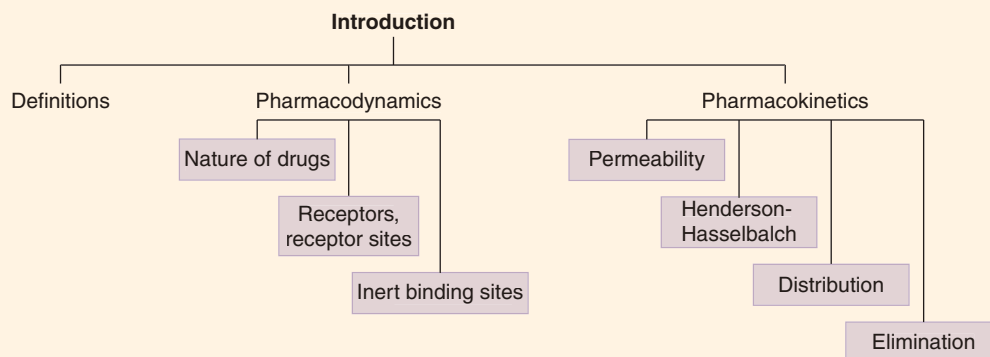 Introduction
Definitions
Pharmacodynamics
Pharmacokinetics
Nature of drugs
Permeability
Receptors,
receptor sites
Henderson-
Hasselbalch
Inert binding sites
Distribution
Elimination